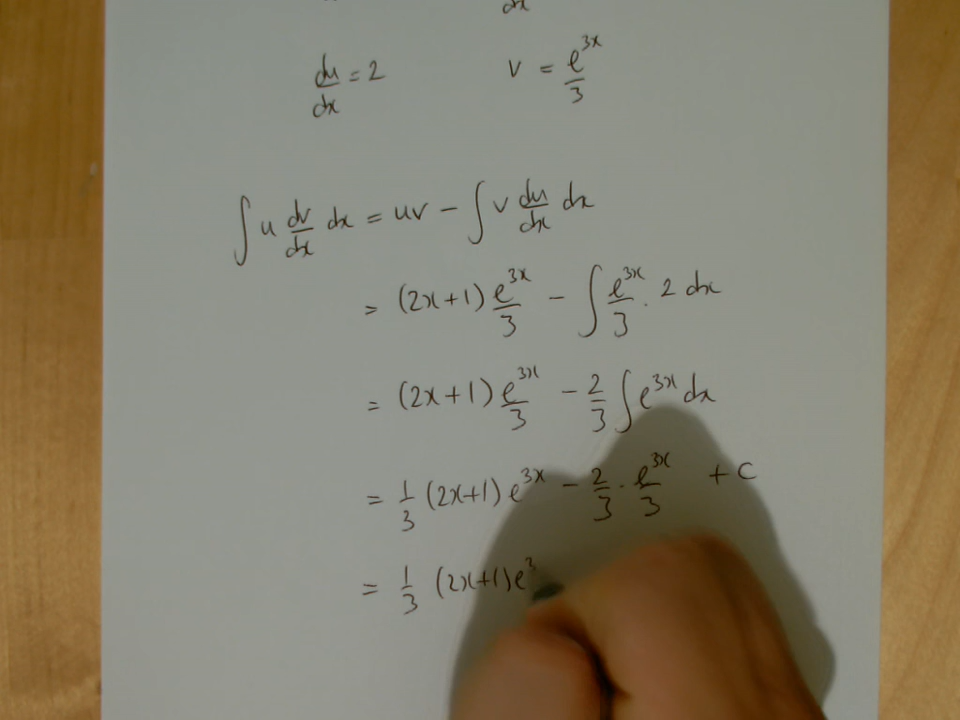 dx
du/dx = 2 v = e^3x/3
∫ u dv/dx dx = uv - ∫ v du/dx dx
= (2x+1) e^3x/3 - ∫ e^3x/3 . 2 dx
= (2x+1) e^3x/3 - 2/3 ∫ e^3x dx
= 1/3 (2x+1) e^3x - 2/3 . e^3x/3 + c
= 1/3 (2x+1) e^3